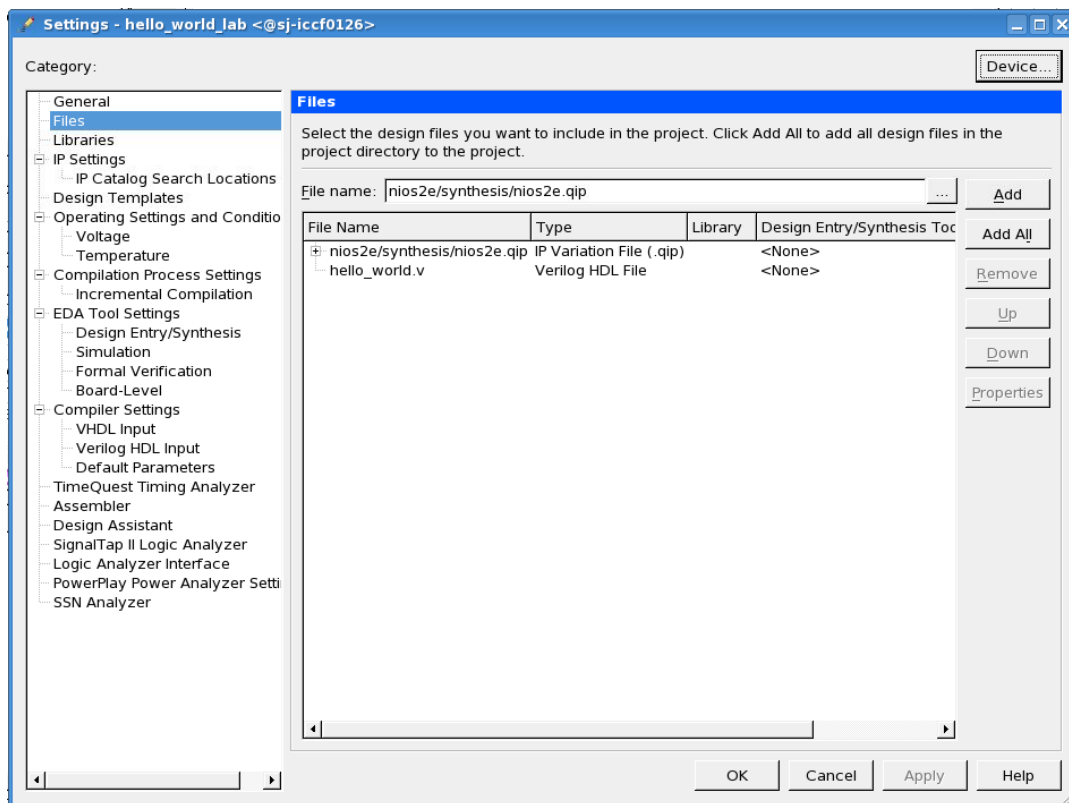 Settings - hello_world_lab <@sj-iccf0126>
Category:
Device...
General
Files
Libraries
IP Settings
IP Catalog Search Locations
Design Templates
Operating Settings and Conditio
Voltage
Temperature
Compilation Process Settings
Incremental Compilation
EDA Tool Settings
Design Entry/Synthesis
Simulation
Formal Verification
Board-Level
Compiler Settings
VHDL Input
Verilog HDL Input
Default Parameters
TimeQuest Timing Analyzer
Assembler
Design Assistant
SignalTap II Logic Analyzer
Logic Analyzer Interface
PowerPlay Power Analyzer Setti
SSN Analyzer
Files
Select the design files you want to include in the project. Click Add All to add all design files in the
project directory to the project.
File name: nios2e/synthesis/nios2e.qip ... Add
File Name Type Library Design Entry/Synthesis Too
nios2e/synthesis/nios2e.qip IP Variation File (.qip) <None>
hello_world.v Verilog HDL File <None>
Add All
Remove
Up
Down
Properties
OK Cancel Apply Help